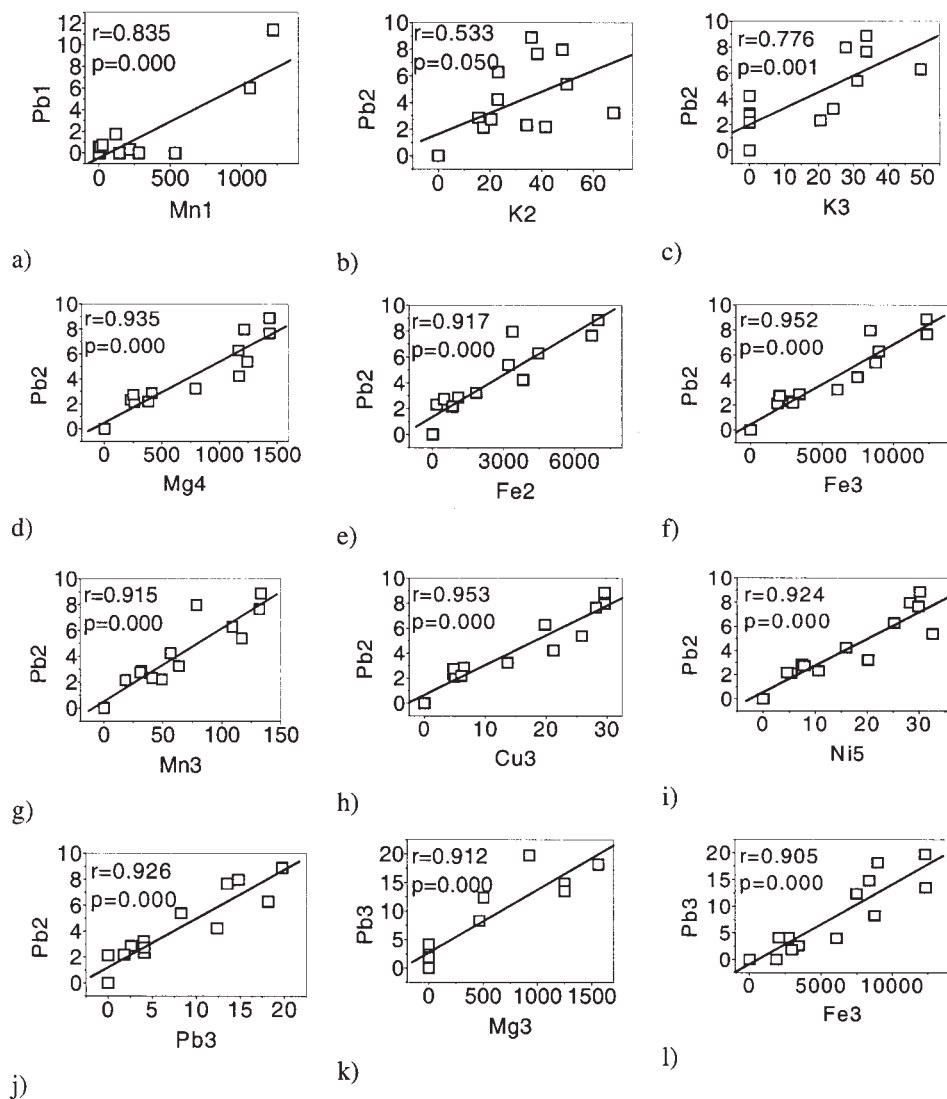 12
10
8
6
4
2
0
Pb1
r=0.835
p=0.000
0 500 1000
Mn1
a)
10
8
6
4
2
0
Pb2
r=0.533
p=0.050
0 20 40 60
K2
b)
10
8
6
4
2
0
Pb2
r=0.776
p=0.001
0 10 20 30 40 50
K3
c)
10
8
6
4
2
0
Pb2
r=0.935
p=0.000
0 500 1000 1500
Mg4
d)
10
8
6
4
2
0
Pb2
r=0.917
p=0.000
0 3000 6000
Fe2
e)
10
8
6
4
2
0
Pb2
r=0.952
p=0.000
0 5000 10000
Fe3
f)
10
8
6
4
2
0
Pb2
r=0.915
p=0.000
0 50 100 150
Mn3
g)
10
8
6
4
2
0
Pb2
r=0.953
p=0.000
0 10 20 30
Cu3
h)
10
8
6
4
2
0
Pb2
r=0.924
p=0.000
0 10 20 30
Ni5
i)
10
8
6
4
2
0
Pb2
r=0.926
p=0.000
0 5 10 15 20
Pb3
j)
20
15
10
5
0
Pb3
r=0.912
p=0.000
0 500 1000 1500
Mg3
k)
20
15
10
5
0
Pb3
r=0.905
p=0.000
0 5000 10000
Fe3
l)